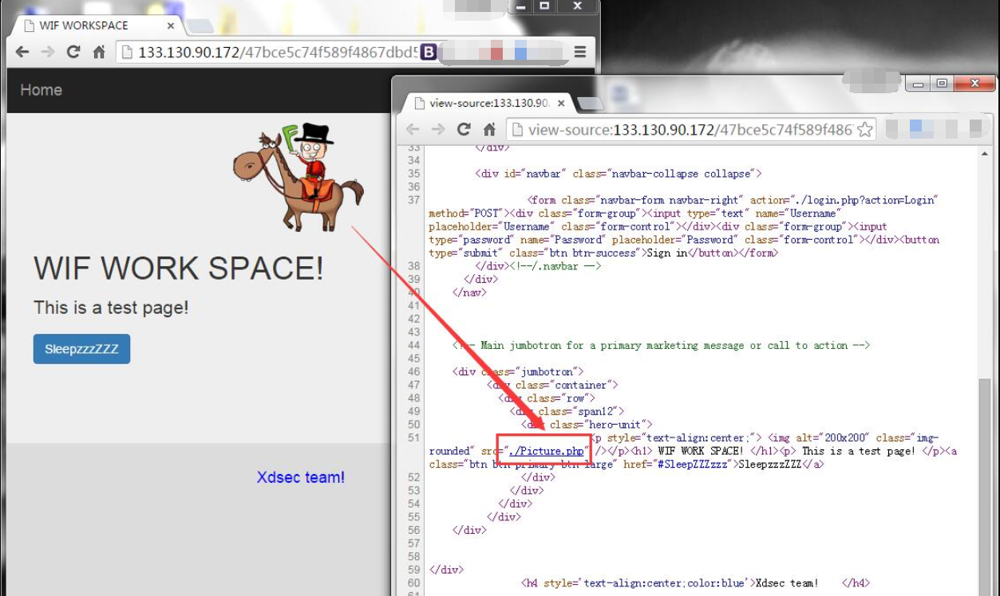 WIF WORKSPACE
133.130.90.172/47bce5c74f589f4867dbd5
B
Home
F
WIF WORK SPACE!
This is a test page!
SleepzzzZZZ
Xdsec team!
view-source:133.130.90.
view-source:133.130.90.172/47bce5c74f589f486
33 </div>
34
35 <div id="navbar" class="navbar-collapse collapse">
36
37 <form class="navbar-form navbar-right" action="./login.php?action=Login"
method="POST"><div class="form-group"><input type="text" name="Username"
placeholder="Username" class="form-control"></div><div class="form-group"><input
type="password" name="Password" placeholder="Password" class="form-control"></div><button
type="submit" class="btn btn-success">Sign in</button></form>
38 </div><!--/.navbar -->
39 </div>
40 </nav>
41
42
43
44 <!-- Main jumbotron for a primary marketing message or call to action -->
45
46 <div class="jumbotron">
47 <div class="container">
48 <div class="row">
49 <div class="span12">
50 <div class="hero-unit">
51 <p style="text-align:center;"> <img alt="200x200" class="img-
rounded" src="./Picture.php" /></p><h1> WIF WORK SPACE! </h1><p> This is a test page! </p><a
class="btn btn-primary btn-large" href="#SleepZZZzzz">SleepzzzZZZ</a>
52 </div>
53 </div>
54 </div>
55 </div>
56 </div>
57
58
59 </div>
60 <h4 style='text-align:center;color:blue'>Xdsec team! </h4>
61